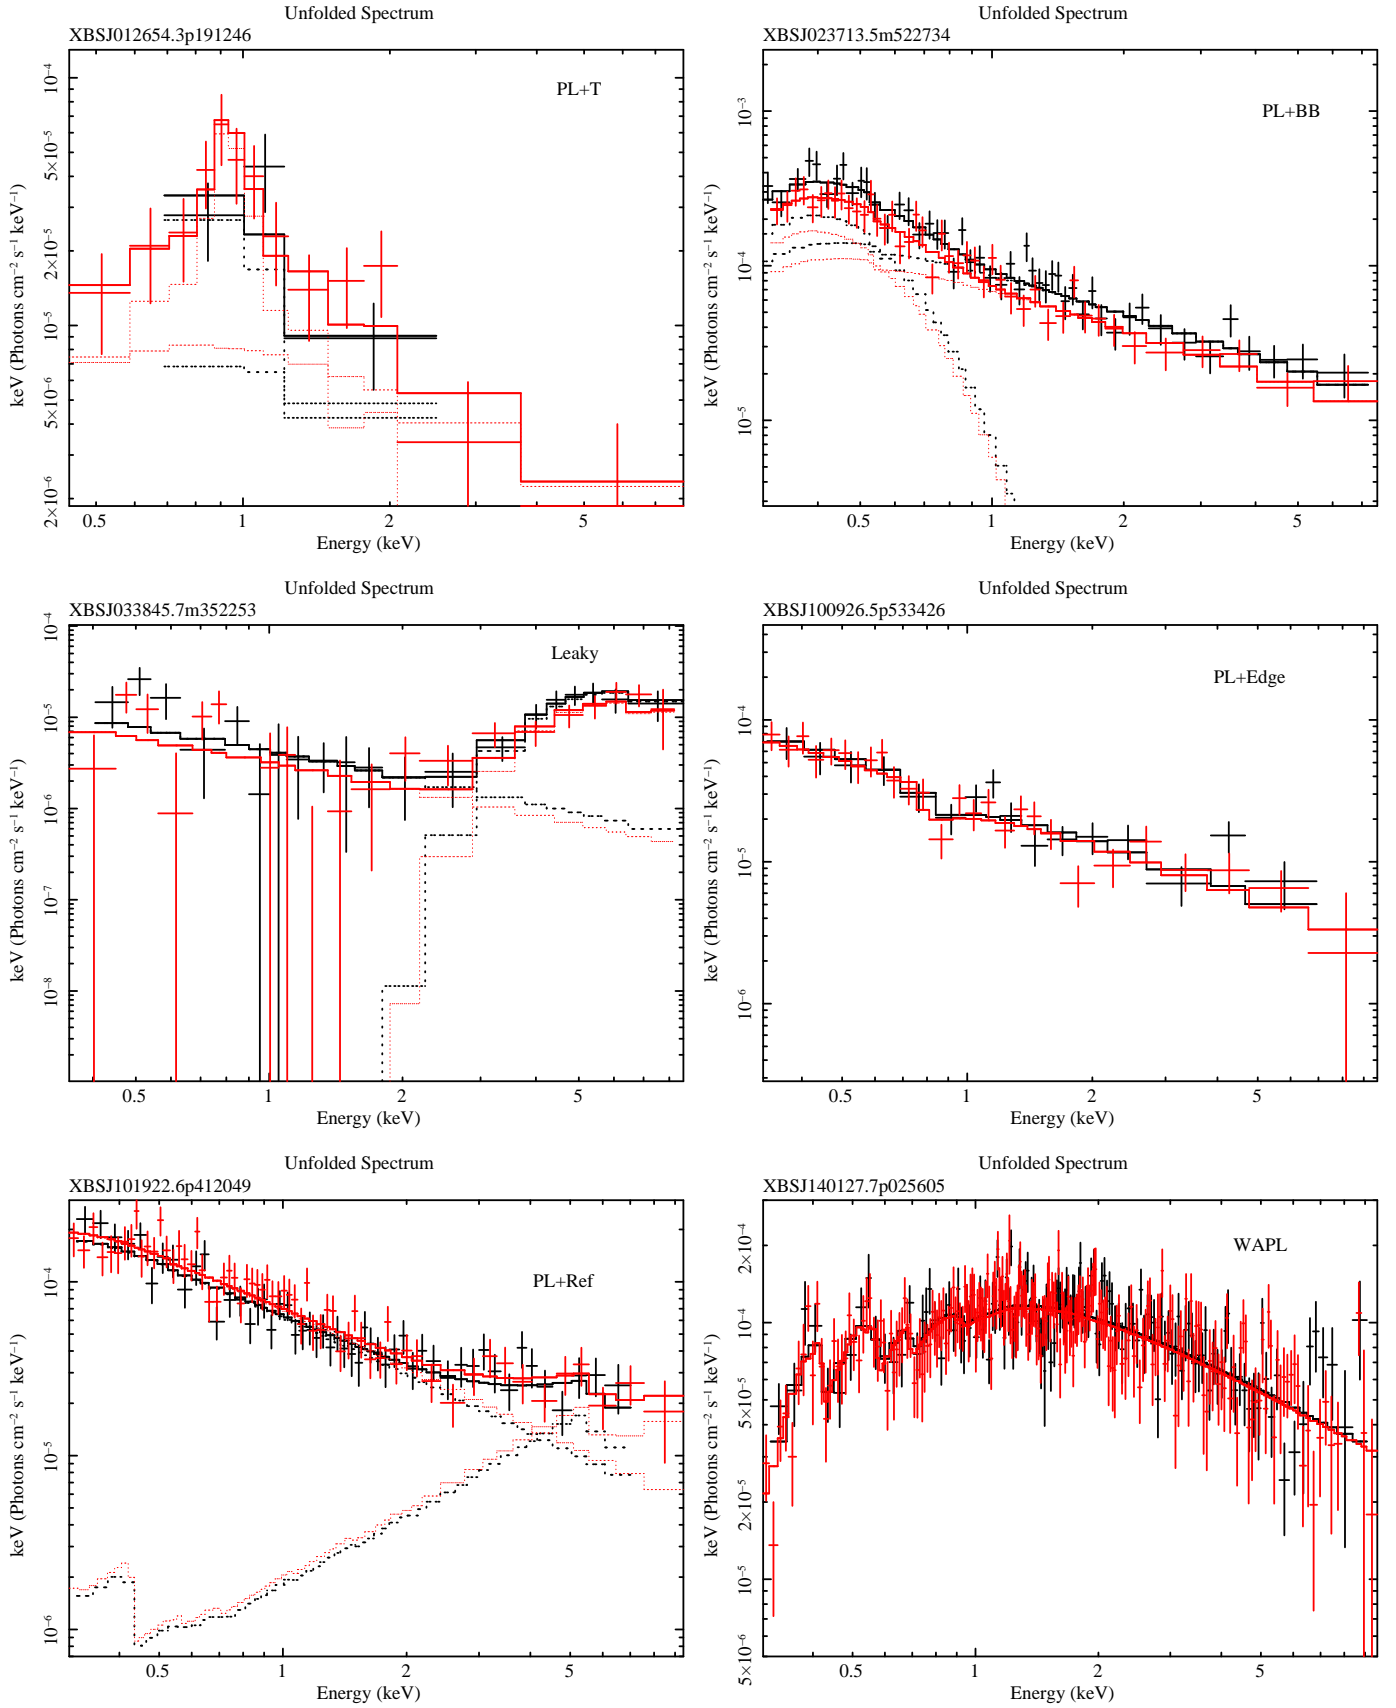 Unfolded Spectrum
XBSJ012654.3p191246
PL+T
10⁻⁴
5×10⁻⁵
2×10⁻⁵
10⁻⁵
5×10⁻⁶
2×10⁻⁶
keV (Photons cm⁻² s⁻¹ keV⁻¹)
0.5 1 2 5
Energy (keV)
Unfolded Spectrum
XBSJ023713.5m522734
PL+BB
10⁻³
10⁻⁴
10⁻⁵
keV (Photons cm⁻² s⁻¹ keV⁻¹)
0.5 1 2 5
Energy (keV)
Unfolded Spectrum
XBSJ033845.7m352253
Leaky
10⁻⁴
10⁻⁵
10⁻⁶
10⁻⁷
10⁻⁸
keV (Photons cm⁻² s⁻¹ keV⁻¹)
0.5 1 2 5
Energy (keV)
Unfolded Spectrum
XBSJ100926.5p533426
PL+Edge
10⁻⁴
10⁻⁵
10⁻⁶
keV (Photons cm⁻² s⁻¹ keV⁻¹)
0.5 1 2 5
Energy (keV)
Unfolded Spectrum
XBSJ101922.6p412049
PL+Ref
10⁻⁴
10⁻⁵
10⁻⁶
keV (Photons cm⁻² s⁻¹ keV⁻¹)
0.5 1 2 5
Energy (keV)
Unfolded Spectrum
XBSJ140127.7p025605
WAPL
2×10⁻⁴
10⁻⁴
5×10⁻⁵
2×10⁻⁵
10⁻⁵
5×10⁻⁶
keV (Photons cm⁻² s⁻¹ keV⁻¹)
0.5 1 2 5
Energy (keV)